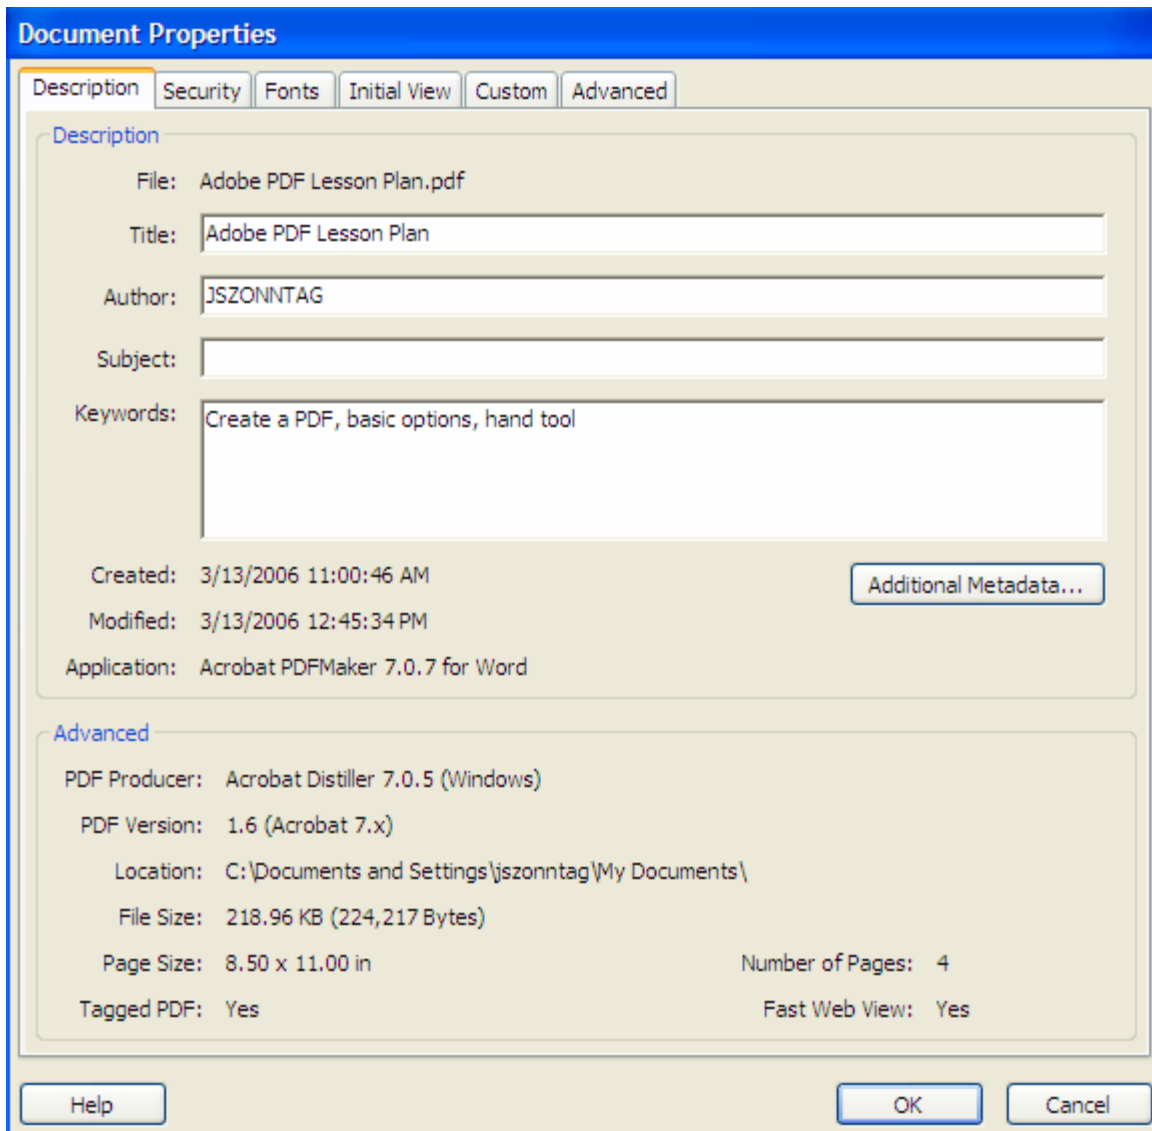 Document Properties
Description Security Fonts Initial View Custom Advanced
Description
File: Adobe PDF Lesson Plan.pdf
Title: Adobe PDF Lesson Plan
Author: JSZONNTAG
Subject:
Keywords: Create a PDF, basic options, hand tool
Created: 3/13/2006 11:00:46 AM
Additional Metadata...
Modified: 3/13/2006 12:45:34 PM
Application: Acrobat PDFMaker 7.0.7 for Word
Advanced
PDF Producer: Acrobat Distiller 7.0.5 (Windows)
PDF Version: 1.6 (Acrobat 7.x)
Location: C:\Documents and Settings\jszonntag\My Documents\
File Size: 218.96 KB (224,217 Bytes)
Page Size: 8.50 x 11.00 in Number of Pages: 4
Tagged PDF: Yes Fast Web View: Yes
Help OK Cancel